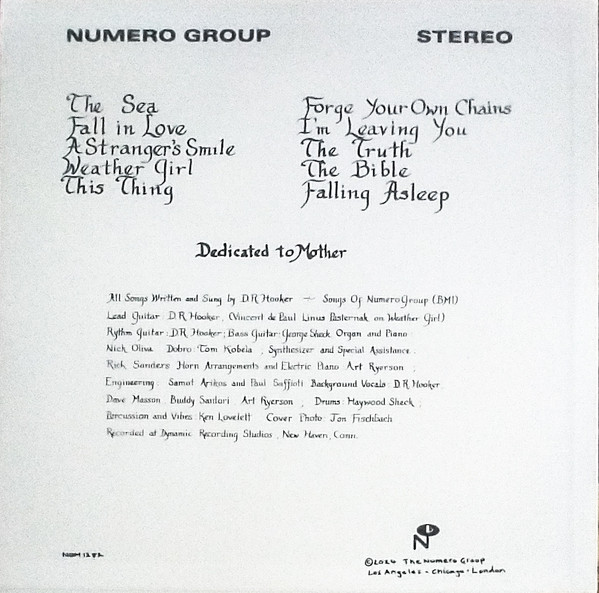 NUMERO GROUP
STEREO
The Sea
Fall in Love
A Stranger's Smile
Weather Girl
This Thing
Forge Your Own Chains
I'm Leaving You
The Truth
The Bible
Falling Asleep
Dedicated to Mother
All Songs Written and Sung by D.R. Hooker — Songs Of Numero Group (BMI)
Lead Guitar: D.R. Hooker, (Vincent de Paul Linus Pasternak on Weather Girl)
Rythm Guitar: D.R. Hooker; Bass Guitar: George Sheck Organ and Piano:
Nick Oliva Dobro: Tom Kobela , Synthesizer and Special Assistance:
Rick Sanders Horn Arrangements and Electric Piano: Art Ryerson ;
Engineering: Samut Arikas and Paul Saffioti Background Vocals: D.R. Hooker,
Dave Masson, Buddy Santori Art Ryerson , Drums: Haywood Sheck ;
Percussion and Vibes: Ken Lovelett Cover Photo: Jon Fischbach
Recorded at Dynamic Recording Studios , New Haven, Conn.
N
©2024 The Numero Group
Los Angeles - Chicago - London